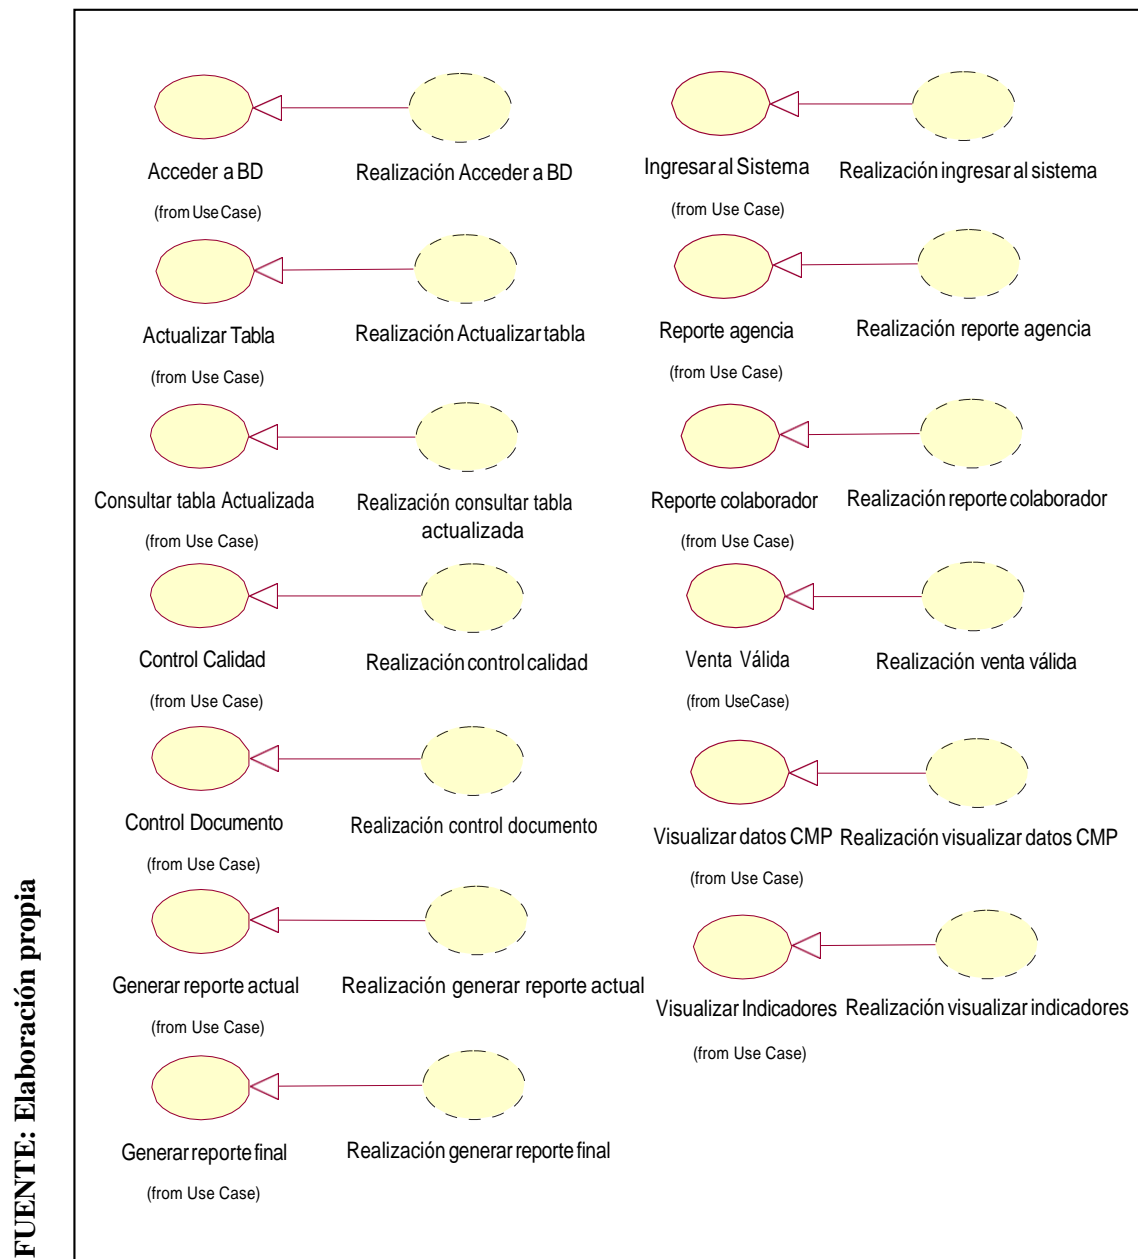 Acceder a BD
Realización Acceder a BD
(from Use Case)
Actualizar Tabla
Realización Actualizar tabla
(from Use Case)
Consultar tabla Actualizada
Realización consultar tabla
actualizada
(from Use Case)
Control Calidad
Realización control calidad
(from Use Case)
Control Documento
Realización control documento
(from Use Case)
Generar reporte actual
Realización generar reporte actual
(from Use Case)
Generar reporte final
Realización generar reporte final
(from Use Case)
Ingresar al Sistema
Realización ingresar al sistema
(from Use Case)
Reporte agencia
Realización reporte agencia
(from Use Case)
Reporte colaborador
Realización reporte colaborador
(from Use Case)
Venta Válida
Realización venta válida
(from UseCase)
Visualizar datos CMP
Realización visualizar datos CMP
(from Use Case)
Visualizar Indicadores
Realización visualizar indicadores
(from Use Case)
FUENTE: Elaboración propia